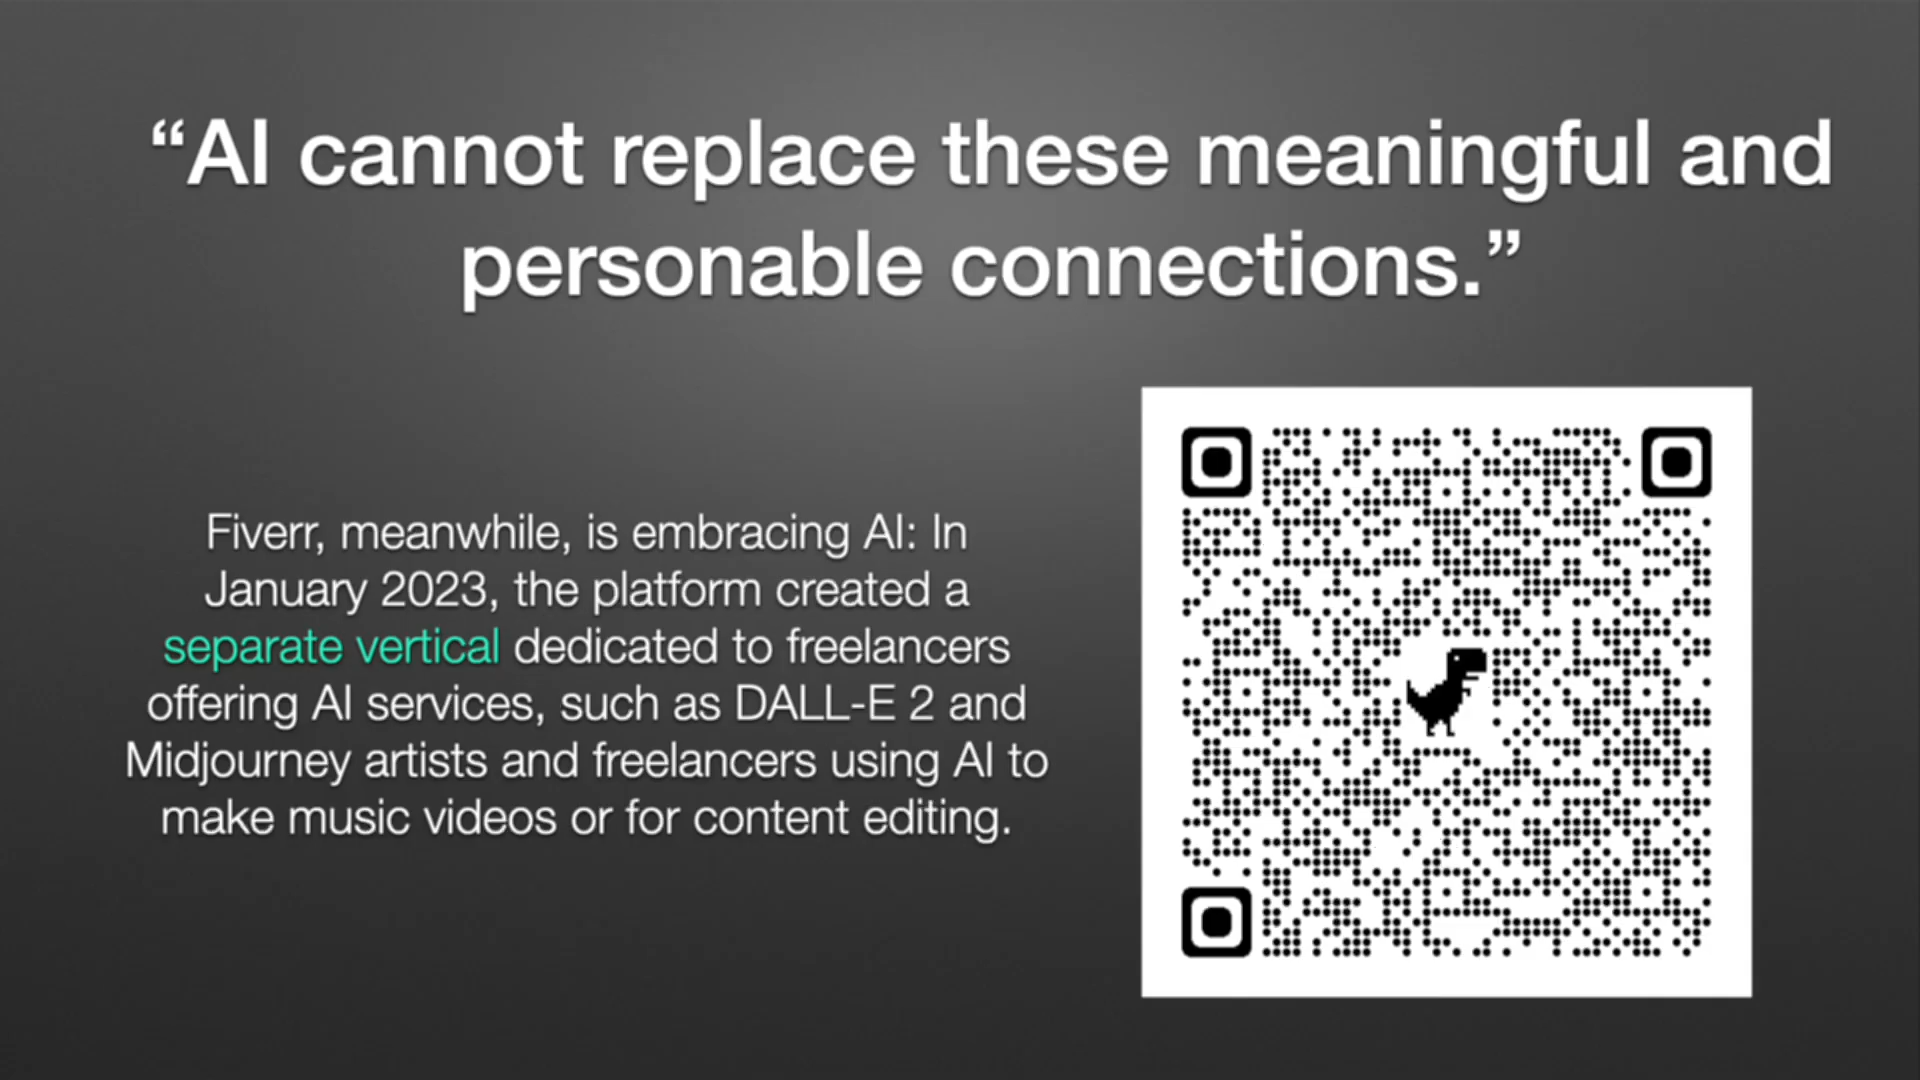 “AI cannot replace these meaningful and
personable connections.”
Fiverr, meanwhile, is embracing AI: In
January 2023, the platform created a
separate vertical dedicated to freelancers
offering AI services, such as DALL-E 2 and
Midjourney artists and freelancers using AI to
make music videos or for content editing.